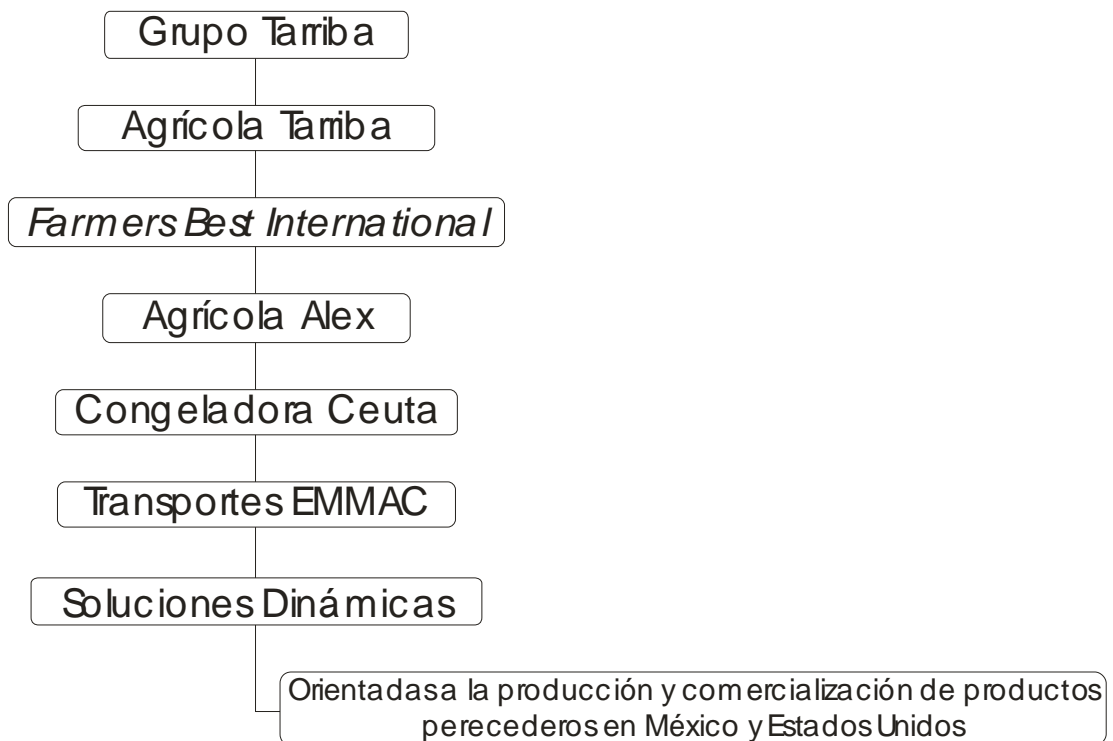 Grupo Tarriba
Agrícola Tarriba
Farmers Best International
Agrícola Alex
Congeladora Ceuta
Transportes EMMAC
Soluciones Dinámicas
Orientadas a la producción y comercialización de productos
perecederos en México y Estados Unidos